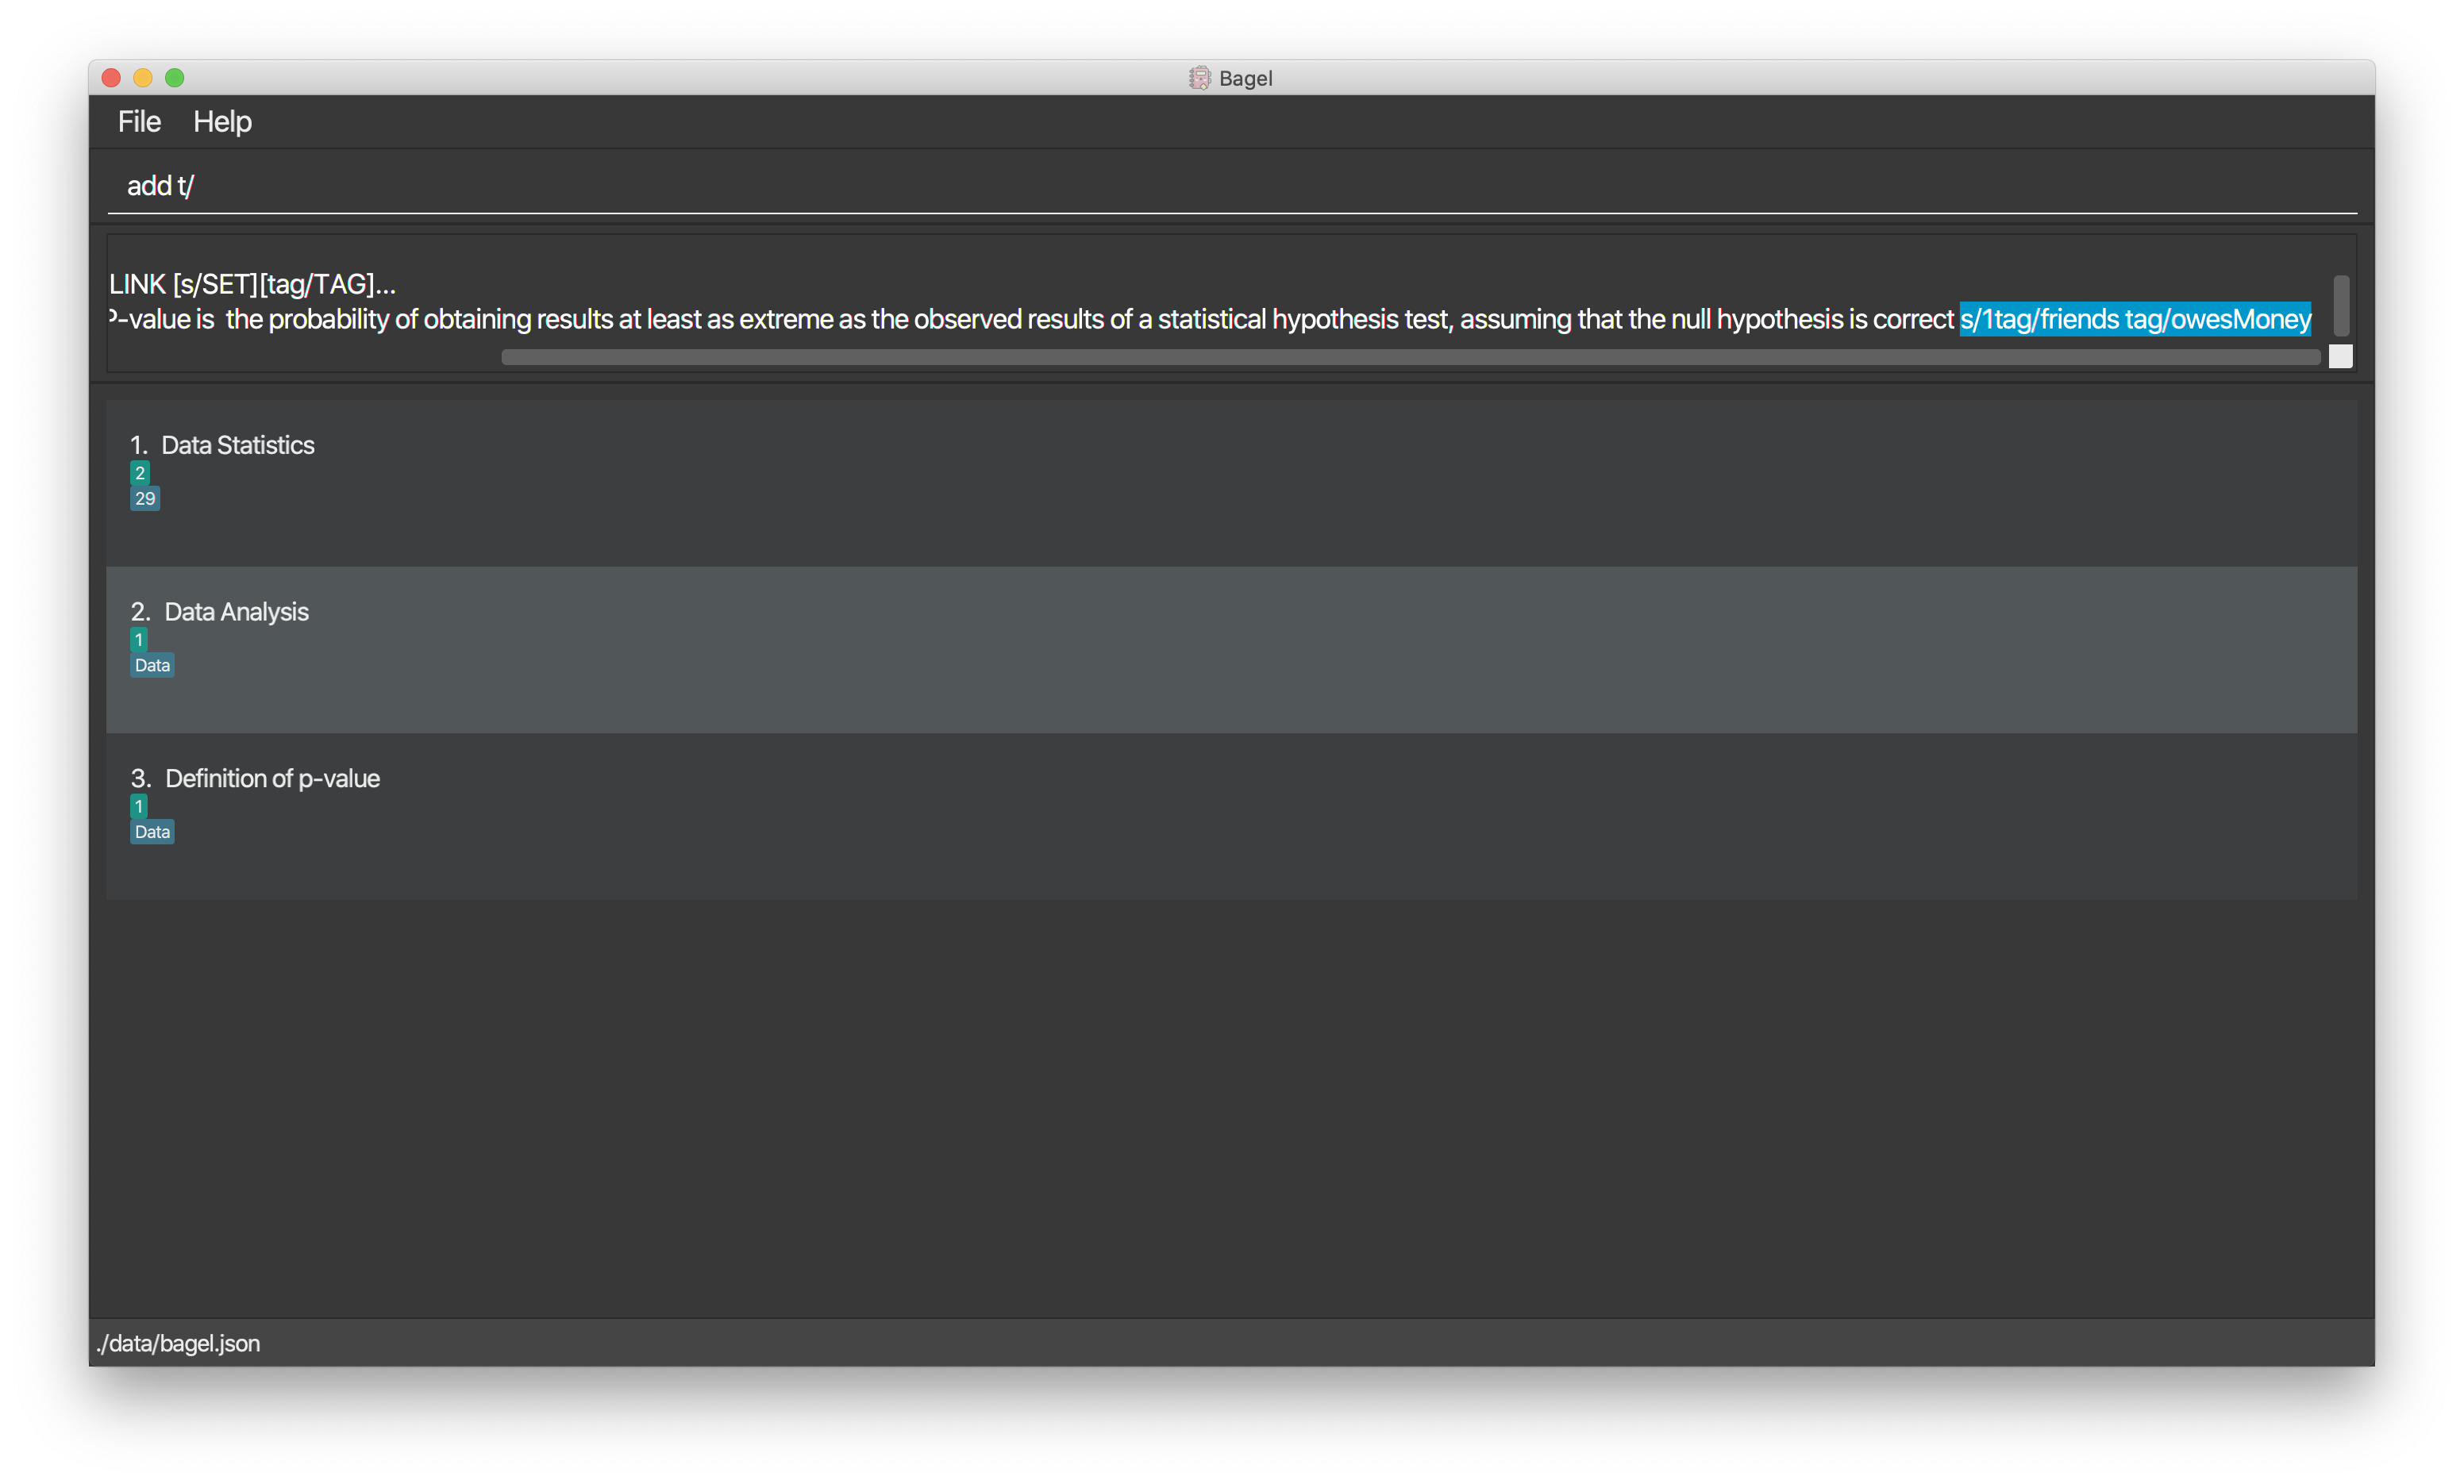 Bagel
File Help
add t/
LINK [s/SET][tag/TAG]...
P-value is  the probability of obtaining results at least as extreme as the observed results of a statistical hypothesis test, assuming that the null hypothesis is correct s/1tag/friends tag/owesMoney
1. Data Statistics
2
29
2. Data Analysis
1
Data
3. Definition of p-value
1
Data
./data/bagel.json